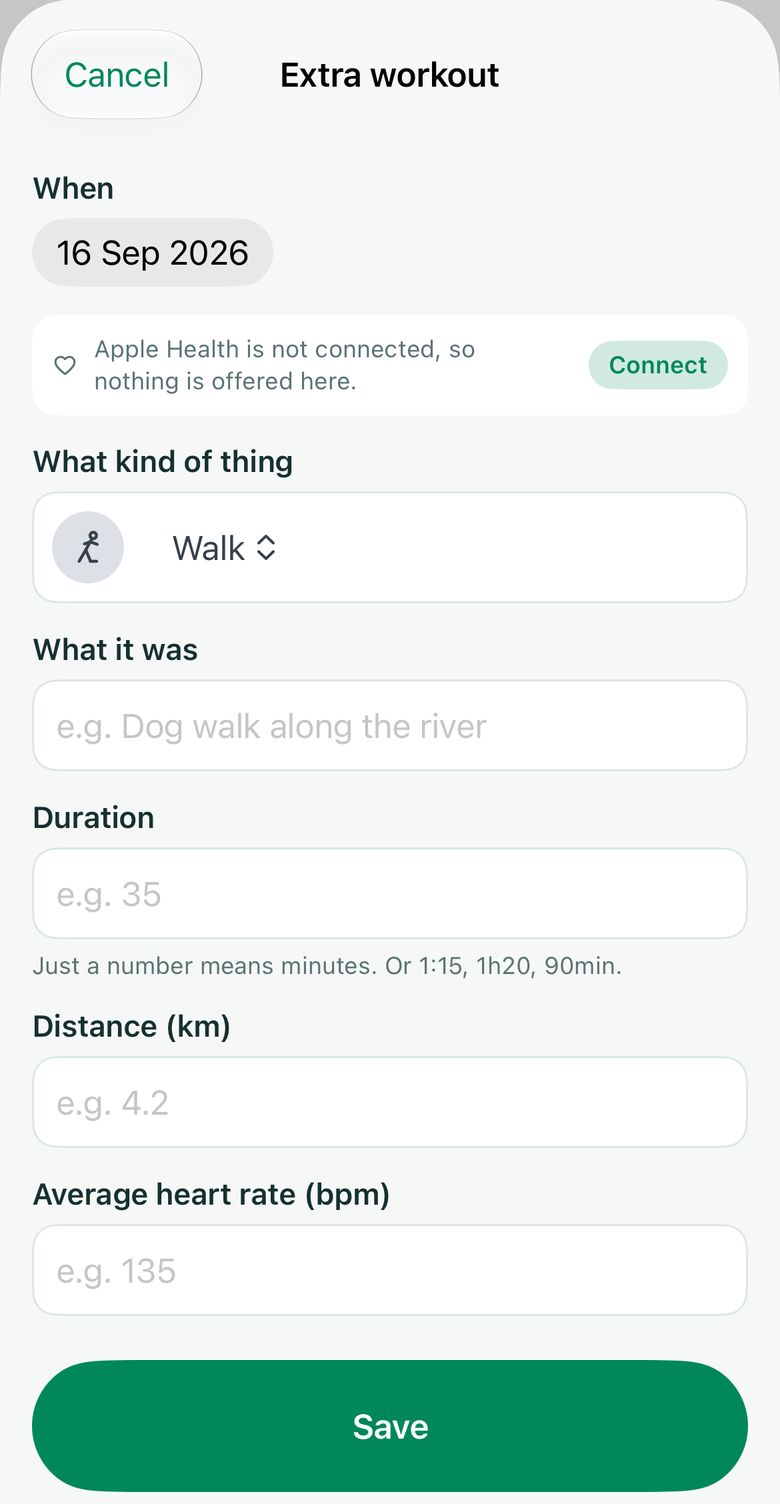 Cancel
Extra workout
When
16 Sep 2026
Apple Health is not connected, so
nothing is offered here.
Connect
What kind of thing
Walk
What it was
e.g. Dog walk along the river
Duration
e.g. 35
Just a number means minutes. Or 1:15, 1h20, 90min.
Distance (km)
e.g. 4.2
Average heart rate (bpm)
e.g. 135
Save